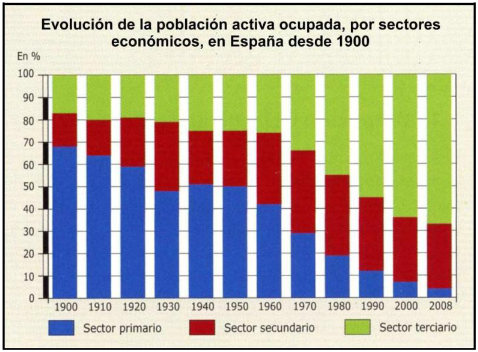 Evolución de la población activa ocupada, por sectores
económicos, en España desde 1900
En %
100
90
80
70
60
50
40
30
20
10
0
1900 1910 1920 1930 1940 1950 1960 1970 1980 1990 2000 2008
Sector primario Sector secundario Sector terciario